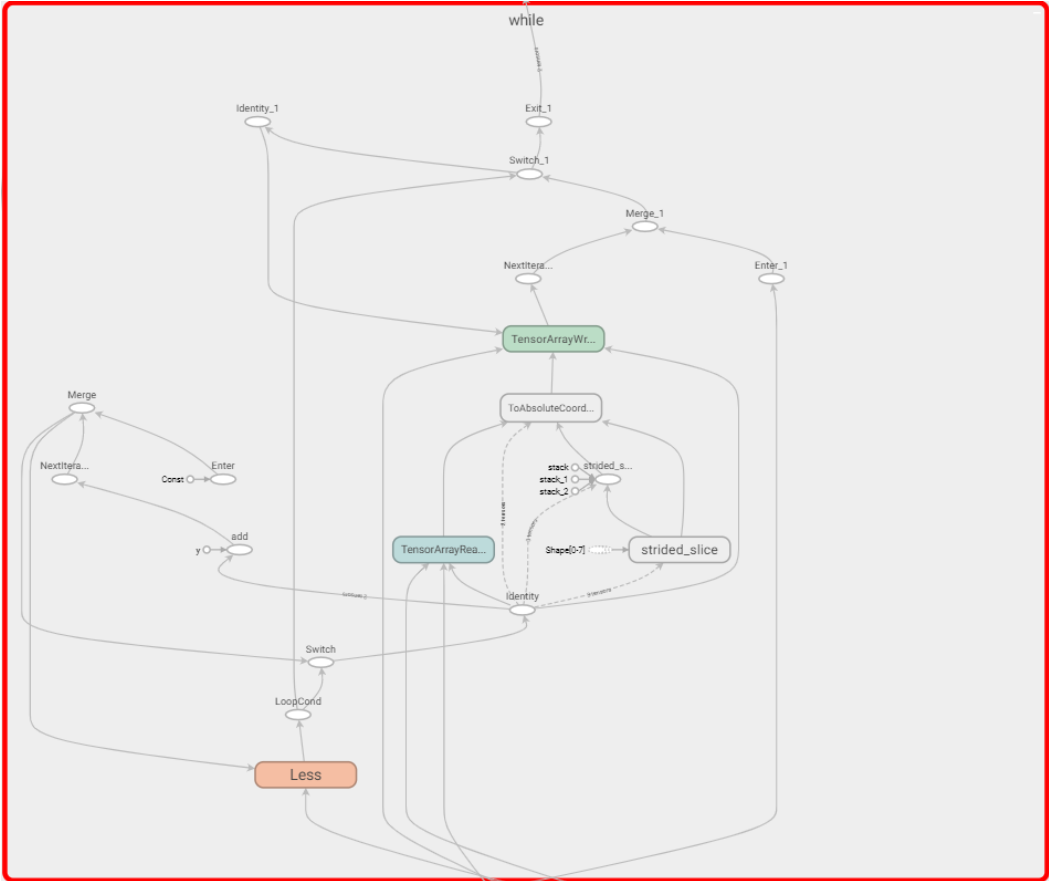 while
Identity_1
Exit_1
Switch_1
Merge_1
NextItera...
Enter_1
TensorArrayWr...
Merge
ToAbsoluteCoord...
NextItera...
Enter
Const
stack
strided_s...
stack_1
stack_2
add
y
TensorArrayRea...
Shape[0-7]
strided_slice
Identity
Switch
LoopCond
Less